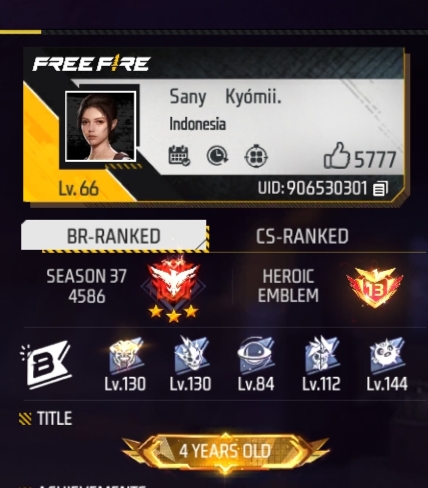 FREE FIRE
Sany Kyómii.
Indonesia
5777
Lv. 66
UID: 906530301
BR-RANKED
CS-RANKED
SEASON 37
4586
HEROIC
EMBLEM
13
B
Lv.130
Lv.130
Lv.84
Lv.112
Lv.144
TITLE
4 YEARS OLD
ACHIEVEMENTS